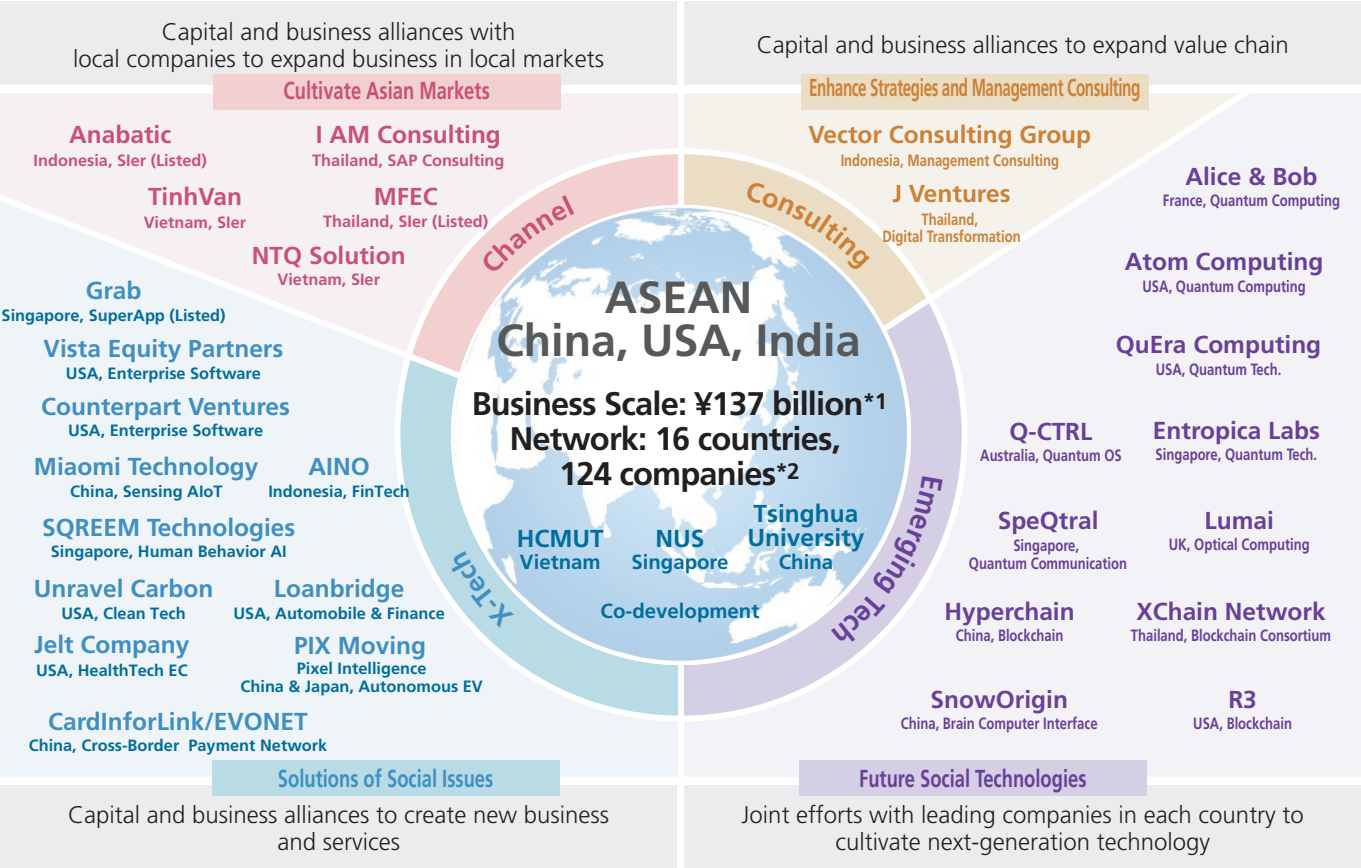 Capital and business alliances with
local companies to expand business in local markets
Cultivate Asian Markets
Anabatic
Indonesia, SIer (Listed)
I AM Consulting
Thailand, SAP Consulting
TinhVan
Vietnam, SIer
MFEC
Thailand, SIer (Listed)
NTQ Solution
Vietnam, SIer
Channel
Capital and business alliances to expand value chain
Enhance Strategies and Management Consulting
Vector Consulting Group
Indonesia, Management Consulting
J Ventures
Thailand,
Digital Transformation
Consulting
ASEAN
China, USA, India
Business Scale: ¥137 billion*1
Network: 16 countries,
124 companies*2
HCMUT
Vietnam
NUS
Singapore
Tsinghua
University
China
Co-development
Grab
Singapore, SuperApp (Listed)
Vista Equity Partners
USA, Enterprise Software
Counterpart Ventures
USA, Enterprise Software
Miaomi Technology
China, Sensing AIoT
AINO
Indonesia, FinTech
SQREEM Technologies
Singapore, Human Behavior AI
Unravel Carbon
USA, Clean Tech
Loanbridge
USA, Automobile & Finance
Jelt Company
USA, HealthTech EC
PIX Moving
Pixel Intelligence
China & Japan, Autonomous EV
CardInforLink/EVONET
China, Cross-Border Payment Network
X-Tech
Solutions of Social Issues
Capital and business alliances to create new business
and services
Alice & Bob
France, Quantum Computing
Atom Computing
USA, Quantum Computing
QuEra Computing
USA, Quantum Tech.
Q-CTRL
Australia, Quantum OS
Entropica Labs
Singapore, Quantum Tech.
SpeQtral
Singapore,
Quantum Communication
Lumai
UK, Optical Computing
Hyperchain
China, Blockchain
XChain Network
Thailand, Blockchain Consortium
SnowOrigin
China, Brain Computer Interface
R3
USA, Blockchain
Emerging Tech
Future Social Technologies
Joint efforts with leading companies in each country to
cultivate next-generation technology